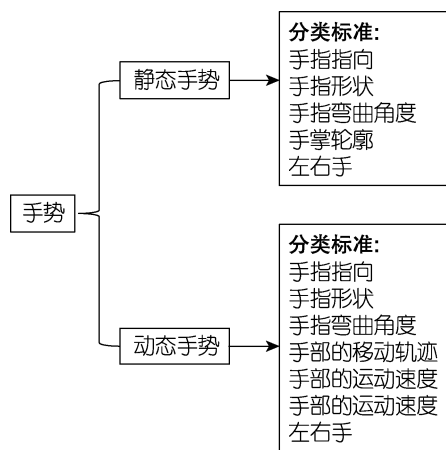 手势
静态手势
分类标准:
手指指向
手指形状
手指弯曲角度
手掌轮廓
左右手
动态手势
分类标准:
手指指向
手指形状
手指弯曲角度
手部的移动轨迹
手部的运动速度
手部的运动速度
左右手